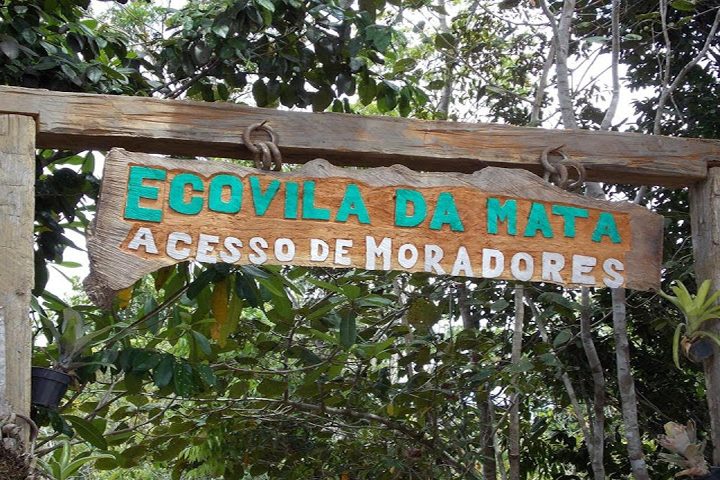 ECOVILA DA MATA
ACESSO DE MORADORES